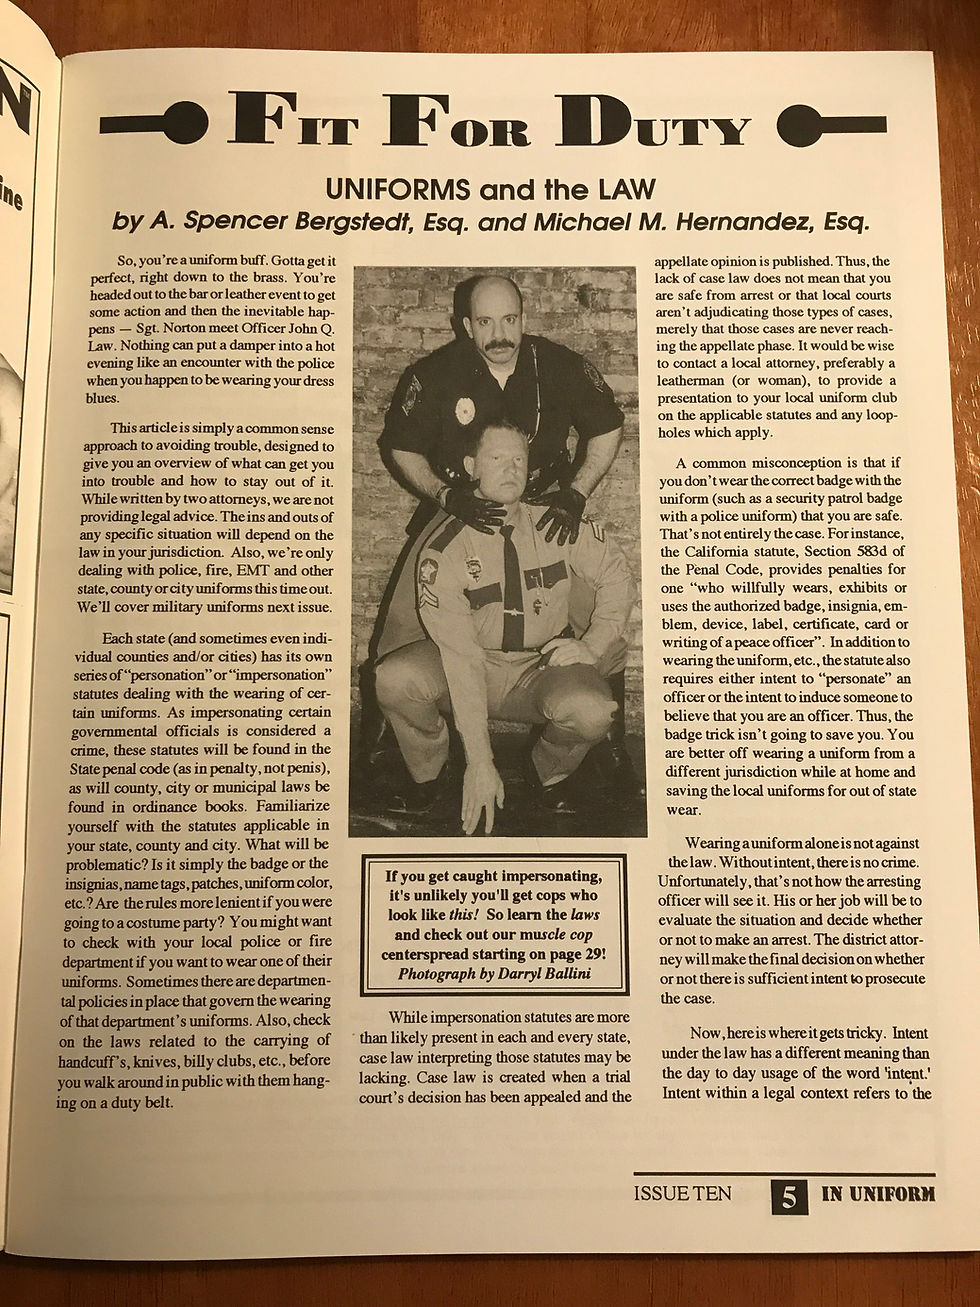 N
ine
FIT FOR DUTY
UNIFORMS and the LAW
by A. Spencer Bergstedt, Esq. and Michael M. Hernandez, Esq.
So, you're a uniform buff. Gotta get it
perfect, right down to the brass. You're
headed out to the bar or leather event to get
some action and then the inevitable hap-
pens — Sgt. Norton meet Officer John Q.
Law. Nothing can put a damper into a hot
evening like an encounter with the police
when you happen to be wearing your dress
blues.
This article is simply a common sense
approach to avoiding trouble, designed to
give you an overview of what can get you
into trouble and how to stay out of it.
While written by two attorneys, we are not
providing legal advice. The ins and outs of
any specific situation will depend on the
law in your jurisdiction. Also, we're only
dealing with police, fire, EMT and other
state, county or city uniforms this time out.
We'll cover military uniforms next issue.
Each state (and sometimes even indi-
vidual counties and/or cities) has its own
series of "personation" or "impersonation"
statutes dealing with the wearing of cer-
tain uniforms. As impersonating certain
governmental officials is considered a
crime, these statutes will be found in the
State penal code (as in penalty, not penis),
as will county, city or municipal laws be
found in ordinance books. Familiarize
yourself with the statutes applicable in
your state, county and city. What will be
problematic? Is it simply the badge or the
insignias, name tags, patches, uniform color,
etc.? Are the rules more lenient if you were
going to a costume party? You might want
to check with your local police or fire
department if you want to wear one of their
uniforms. Sometimes there are departmen-
tal policies in place that govern the wearing
of that department's uniforms. Also, check
on the laws related to the carrying of
handcuff's, knives, billy clubs, etc., before
you walk around in public with them hang-
ing on a duty belt.
If you get caught impersonating,
it's unlikely you'll get cops who
look like this! So learn the laws
and check out our muscle cop
centerspread starting on page 29!
Photograph by Darryl Ballini
While impersonation statutes are more
than likely present in each and every state,
case law interpreting those statutes may be
lacking. Case law is created when a trial
court's decision has been appealed and the
appellate opinion is published. Thus, the
lack of case law does not mean that you
are safe from arrest or that local courts
aren't adjudicating those types of cases,
merely that those cases are never reach-
ing the appellate phase. It would be wise
to contact a local attorney, preferably a
leatherman (or woman), to provide a
presentation to your local uniform club
on the applicable statutes and any loop-
holes which apply.
A common misconception is that if
you don't wear the correct badge with the
uniform (such as a security patrol badge
with a police uniform) that you are safe.
That's not entirely the case. For instance,
the California statute, Section 583d of
the Penal Code, provides penalties for
one "who willfully wears, exhibits or
uses the authorized badge, insignia, em-
blem, device, label, certificate, card or
writing of a peace officer". In addition to
wearing the uniform, etc., the statute also
requires either intent to "personate" an
officer or the intent to induce someone to
believe that you are an officer. Thus, the
badge trick isn't going to save you. You
are better off wearing a uniform from a
different jurisdiction while at home and
saving the local uniforms for out of state
wear.
Wearing a uniform alone is not against
the law. Without intent, there is no crime.
Unfortunately, that's not how the arresting
officer will see it. His or her job will be to
evaluate the situation and decide whether
or not to make an arrest. The district attor-
ney will make the final decision on whether
or not there is sufficient intent to prosecute
the case.
Now, here is where it gets tricky. Intent
under the law has a different meaning than
the day to day usage of the word 'intent.'
Intent within a legal context refers to the
ISSUE TEN 5 IN UNIFORM